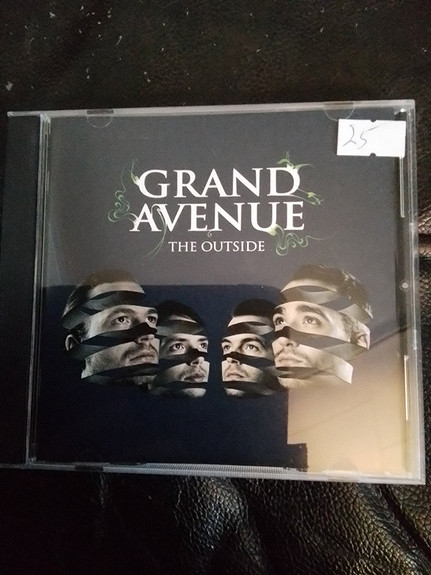 25
GRAND
AVENUE
THE OUTSIDE